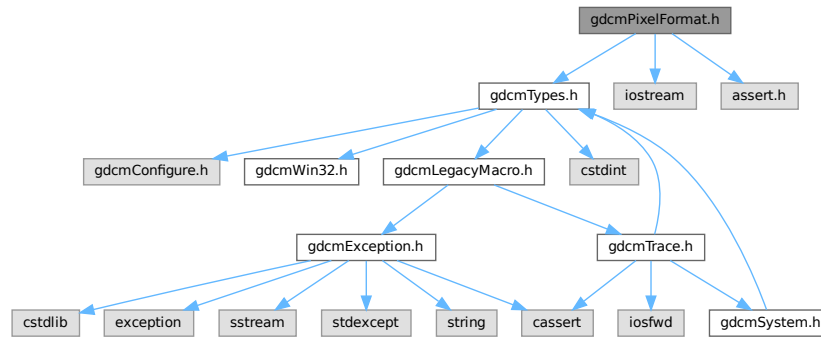 gdcmPixelFormat.h
gdcmTypes.h
iostream
assert.h
gdcmConfigure.h
gdcmWin32.h
gdcmLegacyMacro.h
cstdint
gdcmException.h
gdcmTrace.h
cstdlib
exception
sstream
stdexcept
string
cassert
iosfwd
gdcmSystem.h